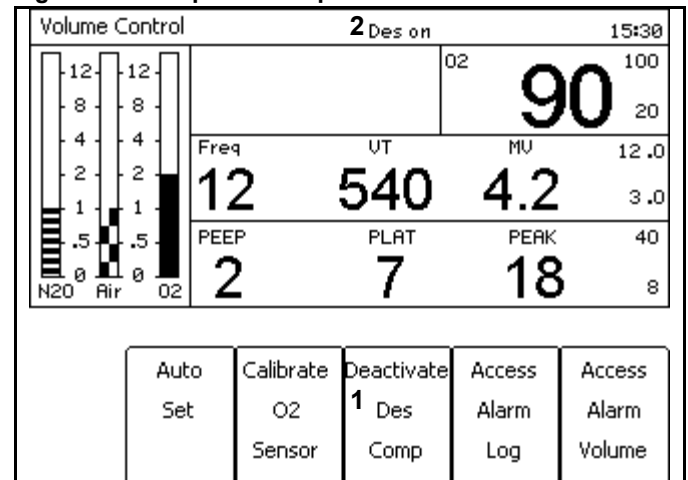 Volume Control 2 Des on 15:30
O2 90 100
20
12 12
8 8
4 4
2 2
1 1
.5 .5
0 0
N2O Air O2
Freq VT MV 12.0
12 540 4.2 3.0
PEEP PLAT PEAK 40
2 7 18 8
Auto
Set
Calibrate
O2
Sensor
Deactivate
1 Des
Comp
Access
Alarm
Log
Access
Alarm
Volume